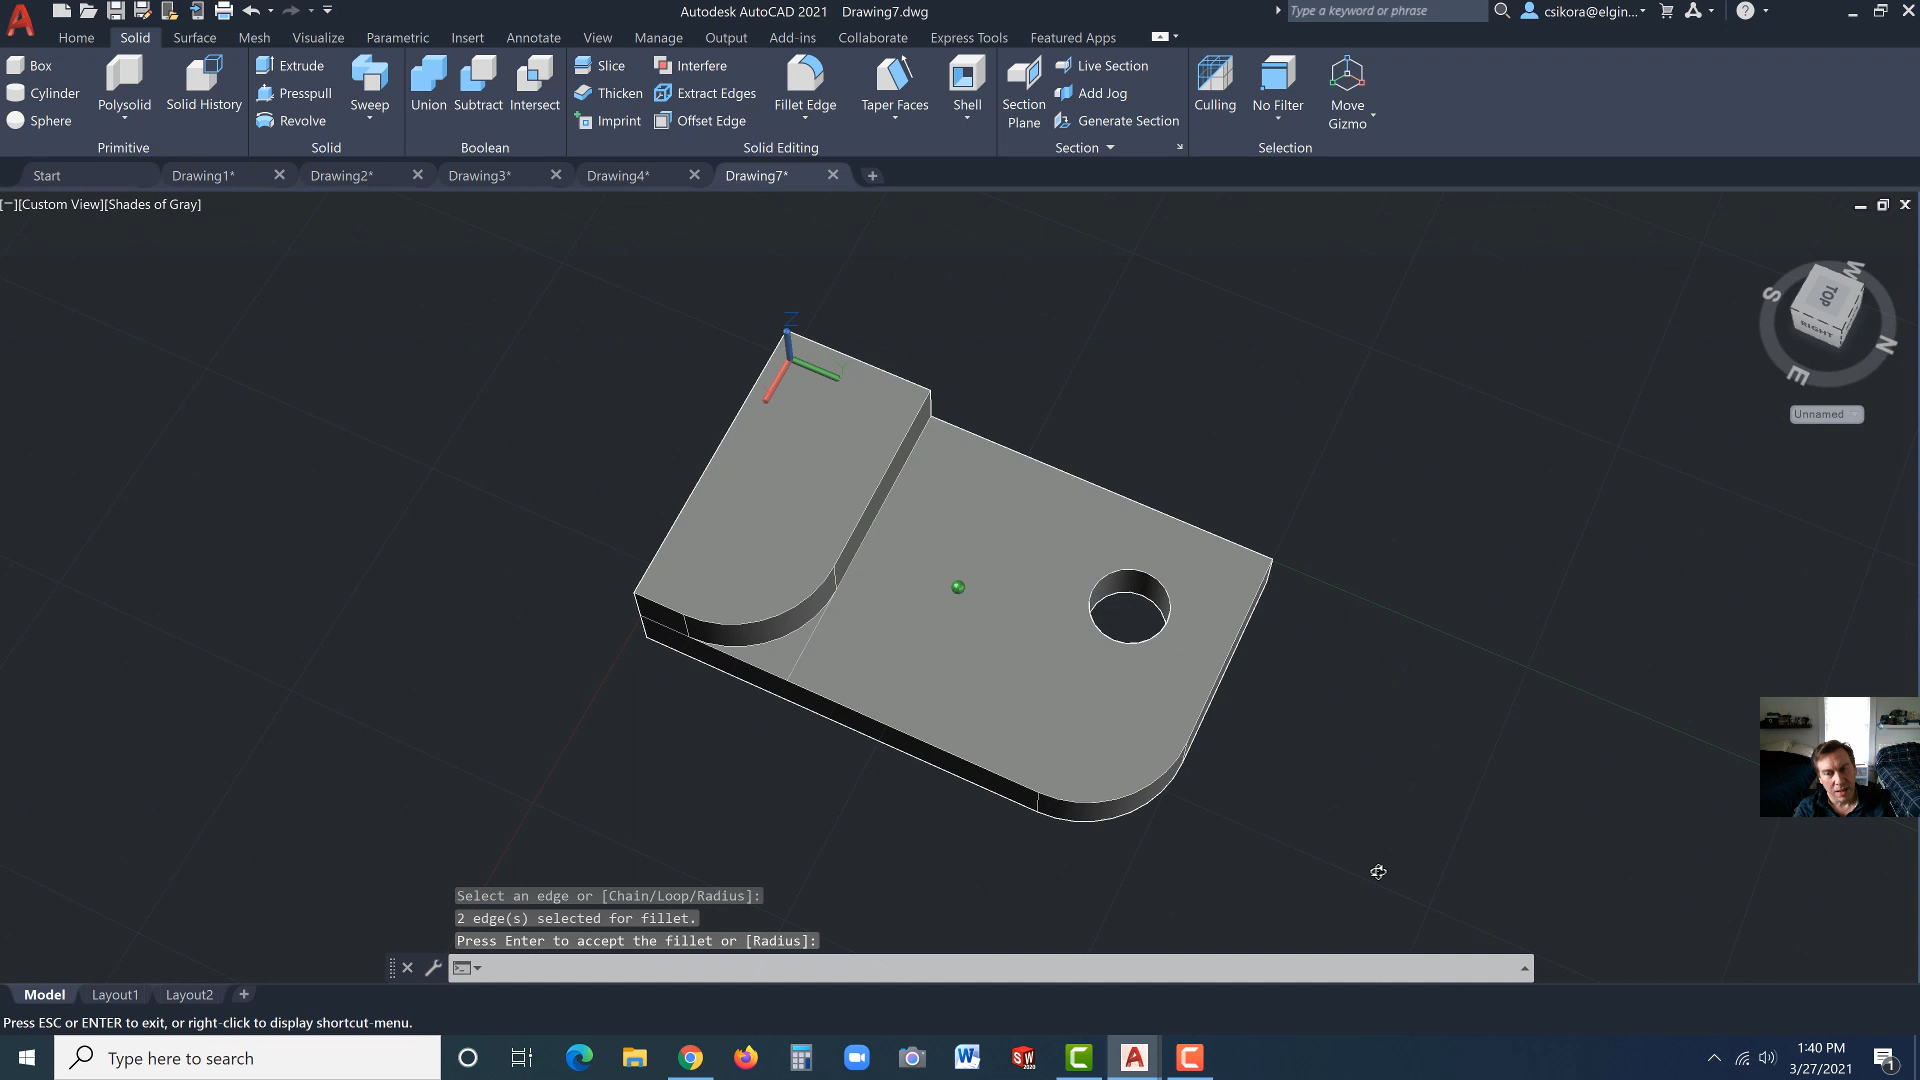 Autodesk AutoCAD 2021 Drawing7.dwg
Type a keyword or phrase
csikora@elgin...
Home Solid Surface Mesh Visualize Parametric Insert Annotate View Manage Output Add-ins Collaborate Express Tools Featured Apps
Box
Cylinder
Sphere
Polysolid
Solid History
Extrude
Presspull
Revolve
Sweep
Union
Subtract
Intersect
Slice
Thicken
Imprint
Interfere
Extract Edges
Offset Edge
Fillet Edge
Taper Faces
Shell
Section
Plane
Live Section
Add Jog
Generate Section
Culling
No Filter
Move
Gizmo
Primitive Solid Boolean Solid Editing Section Selection
Start Drawing1* Drawing2* Drawing3* Drawing4* Drawing7*
[−][Custom View][Shades of Gray]
W
S
TOP
RIGHT
N
E
Unnamed
Z
Y
Select an edge or [Chain/Loop/Radius]:
2 edge(s) selected for fillet.
Press Enter to accept the fillet or [Radius]:
Model Layout1 Layout2
Press ESC or ENTER to exit, or right-click to display shortcut-menu.
Type here to search
1:40 PM
3/27/2021